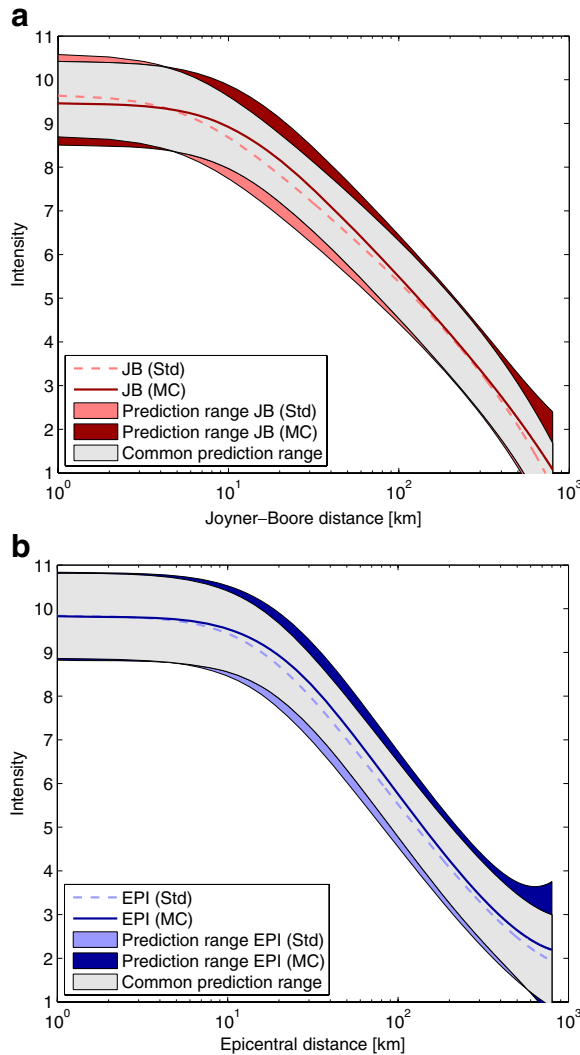 a
11
10
9
8
7
6
5
4
3
2
1
Intensity
JB (Std)
JB (MC)
Prediction range JB (Std)
Prediction range JB (MC)
Common prediction range
10^0 10^1 10^2 10^3
Joyner–Boore distance [km]
b
11
10
9
8
7
6
5
4
3
2
1
Intensity
EPI (Std)
EPI (MC)
Prediction range EPI (Std)
Prediction range EPI (MC)
Common prediction range
10^0 10^1 10^2 10^3
Epicentral distance [km]